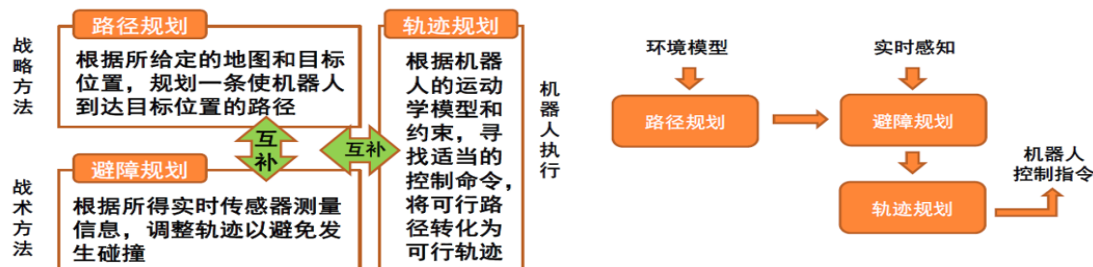 战略方法
路径规划
根据所给定的地图和目标
位置，规划一条使机器人
到达目标位置的路径
互补
战术方法
避障规划
根据所得实时传感器测量
信息，调整轨迹以避免发
生碰撞
互补
轨迹规划
根据机器
人的运动
学模型和
约束，寻
找适当的
控制命令，
将可行路
径转化为
可行轨迹
机器人执行
环境模型
实时感知
路径规划
避障规划
轨迹规划
机器人
控制指令